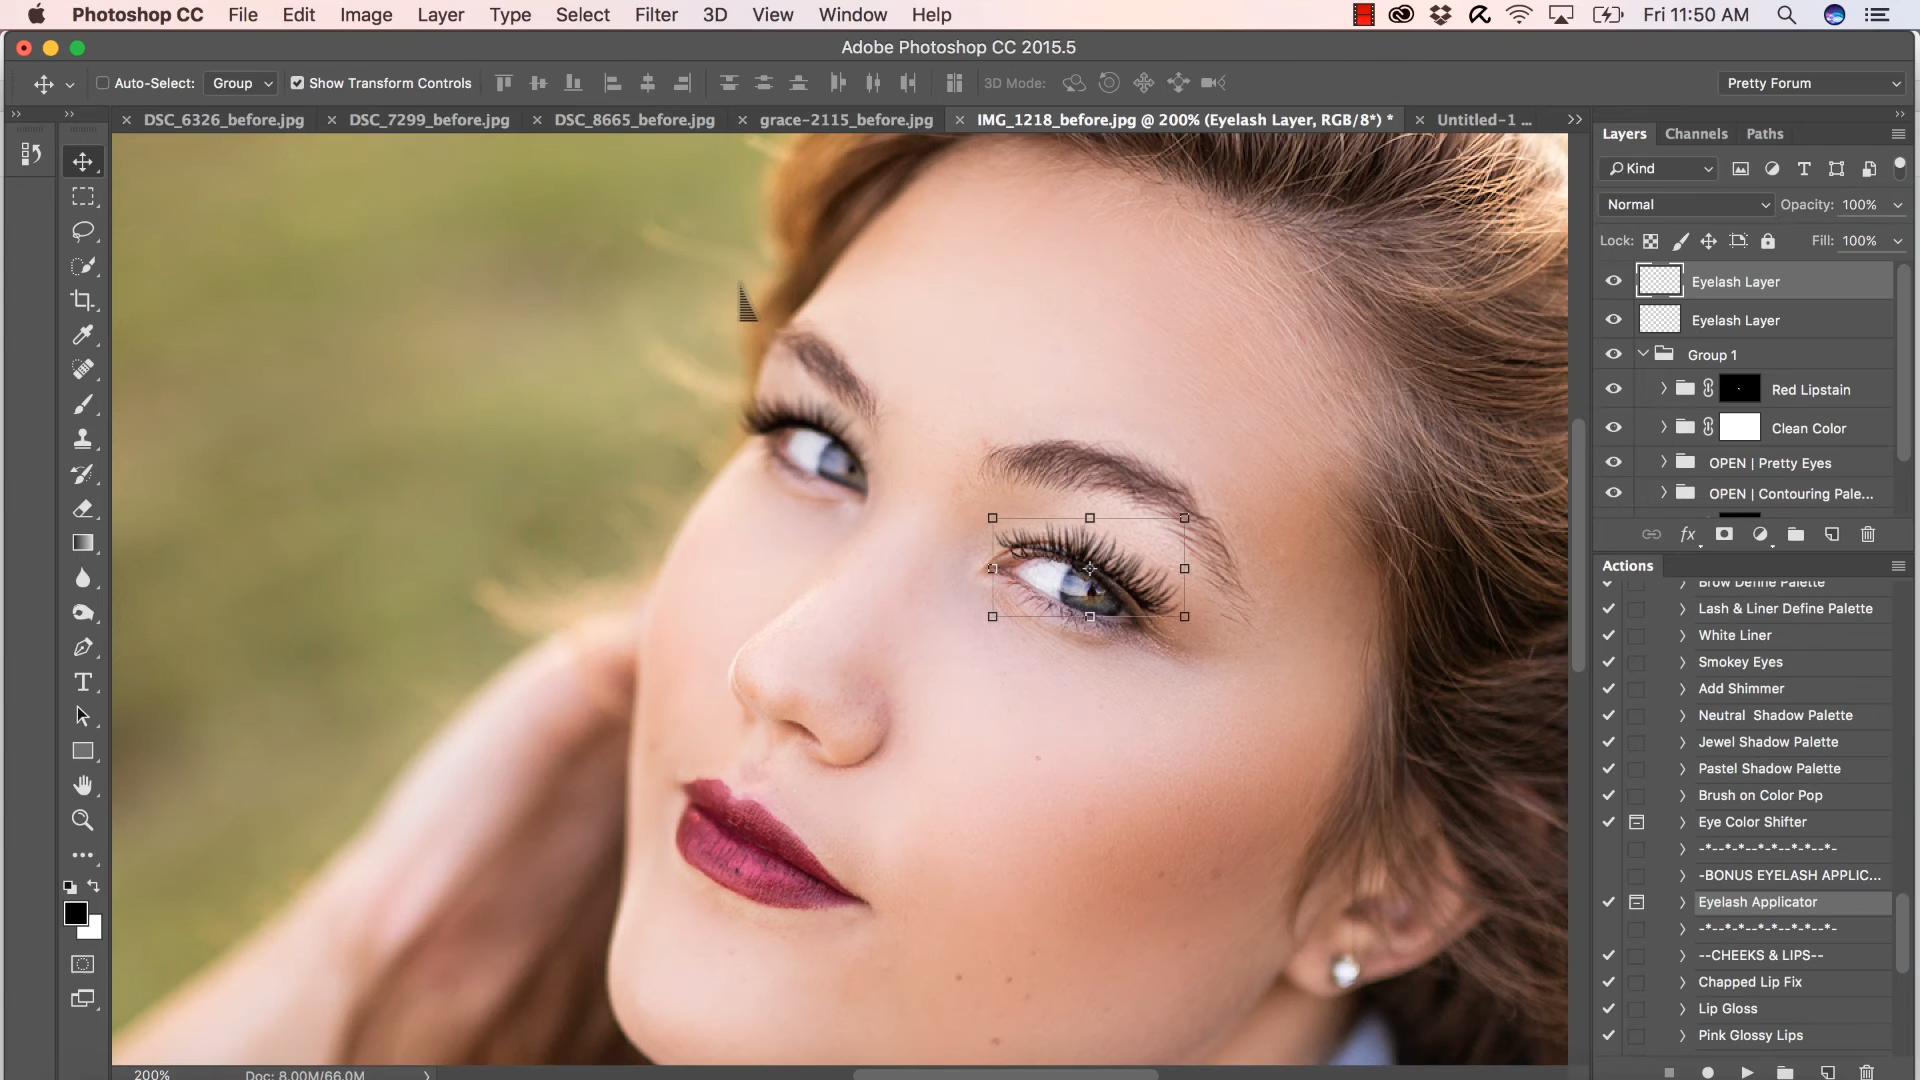 Photoshop CC File Edit Image Layer Type Select Filter 3D View Window Help Fri 11:50 AM
Adobe Photoshop CC 2015.5
Auto-Select: Group Show Transform Controls 3D Mode: Pretty Forum
DSC_6326_before.jpg DSC_7299_before.jpg DSC_8665_before.jpg grace-2115_before.jpg IMG_1218_before.jpg @ 200% (Eyelash Layer, RGB/8*) * Untitled-1 ...
Layers Channels Paths
Kind
Normal Opacity: 100%
Lock: Fill: 100%
Eyelash Layer
Eyelash Layer
Group 1
Red Lipstain
Clean Color
OPEN | Pretty Eyes
OPEN | Contouring Pale...
Actions
Brow Define Palette
Lash & Liner Define Palette
White Liner
Smokey Eyes
Add Shimmer
Neutral Shadow Palette
Jewel Shadow Palette
Pastel Shadow Palette
Brush on Color Pop
Eye Color Shifter
-*--*-*--*-*--*-*--*-
-BONUS EYELASH APPLIC...
Eyelash Applicator
-*--*-*--*-*--*-*--*-
--CHEEKS & LIPS--
Chapped Lip Fix
Lip Gloss
Pink Glossy Lips
200% Doc: 8.00M/66.0M